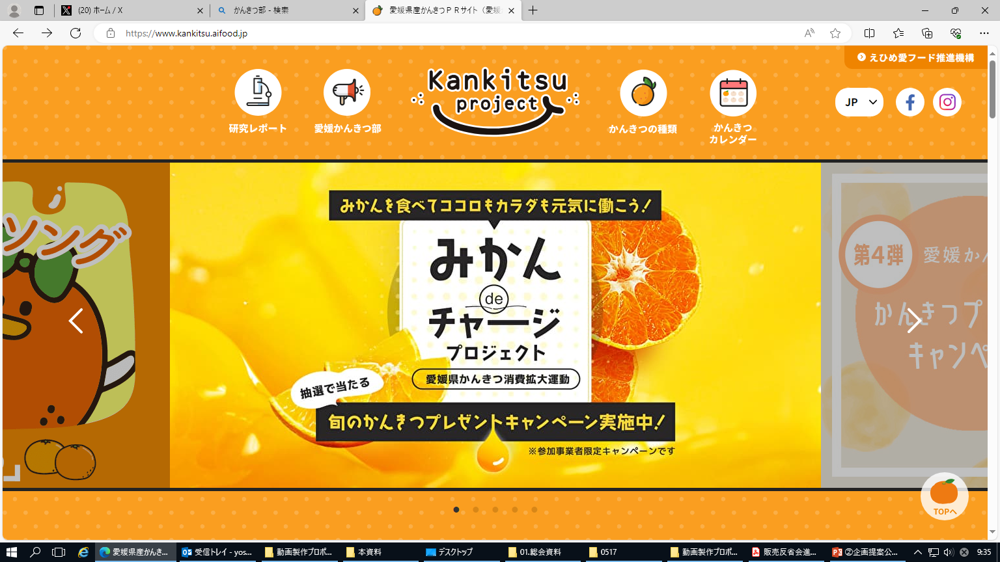 (20) ホーム / X
かんきつ部 - 検索
愛媛県産かんきつＰＲサイト（愛媛
https://www.kankitsu.aifood.jp
えひめ愛フード推進機構
研究レポート
愛媛かんきつ部
Kankitsu
project
かんきつの種類
かんきつ
カレンダー
JP
ソング
みかんを食べてココロもカラダも元気に働こう！
みかん
de
チャージ
プロジェクト
愛媛県かんきつ消費拡大運動
抽選で当たる
旬のかんきつプレゼントキャンペーン実施中！
※参加事業者限定キャンペーンです
」
第4弾
愛媛か
かんきつプ
キャンペ
TOPへ
愛媛県産かんき...
受信トレイ - yos...
動画製作プロポ...
本資料
デスクトップ
01.総会資料
0517
動画製作プロポ...
販売反省会進...
②企画提案公...
9:35